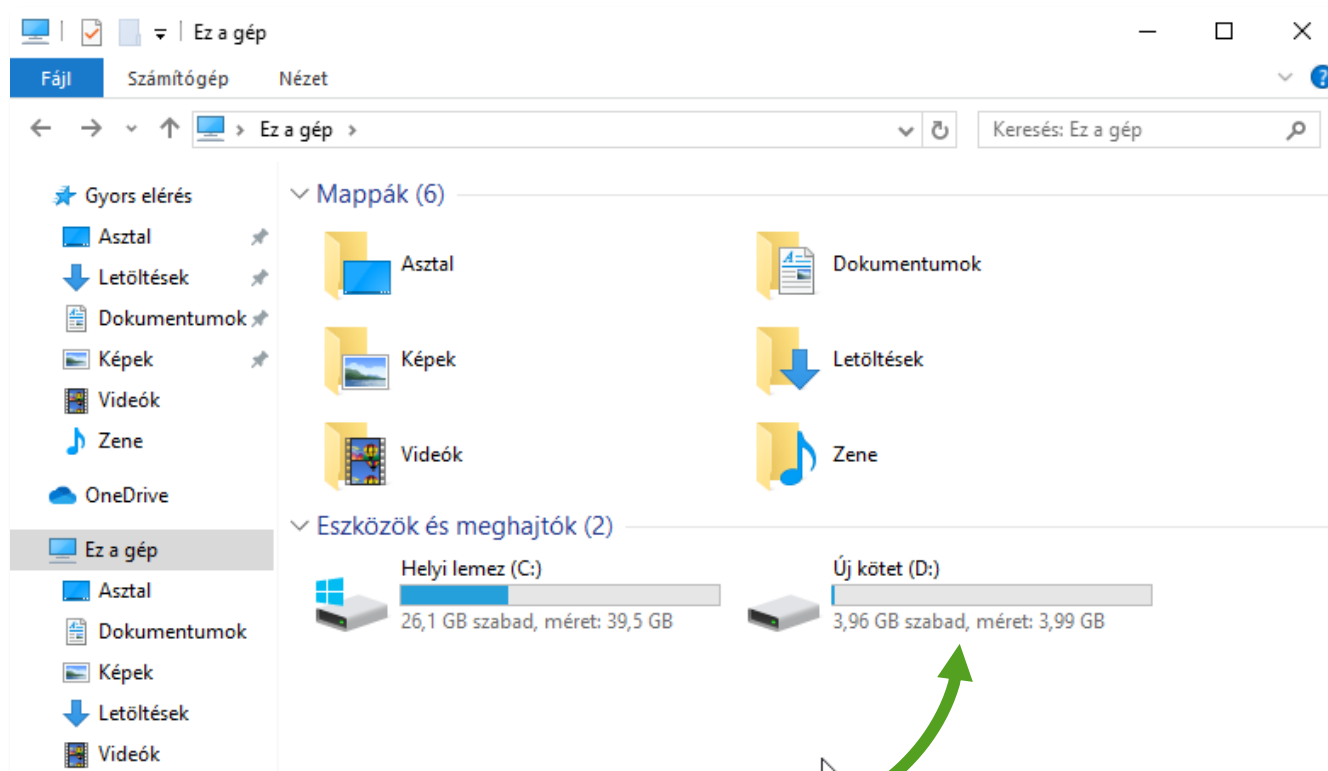 Ez a gép
Fájl Számítógép Nézet
?
Ez a gép
Keresés: Ez a gép
Gyors elérés
Asztal
Letöltések
Dokumentumok
Képek
Videók
Zene
OneDrive
Ez a gép
Asztal
Dokumentumok
Képek
Letöltések
Videók
Mappák (6)
Asztal
Dokumentumok
Képek
Letöltések
Videók
Zene
Eszközök és meghajtók (2)
Helyi lemez (C:)
26,1 GB szabad, méret: 39,5 GB
Új kötet (D:)
3,96 GB szabad, méret: 3,99 GB